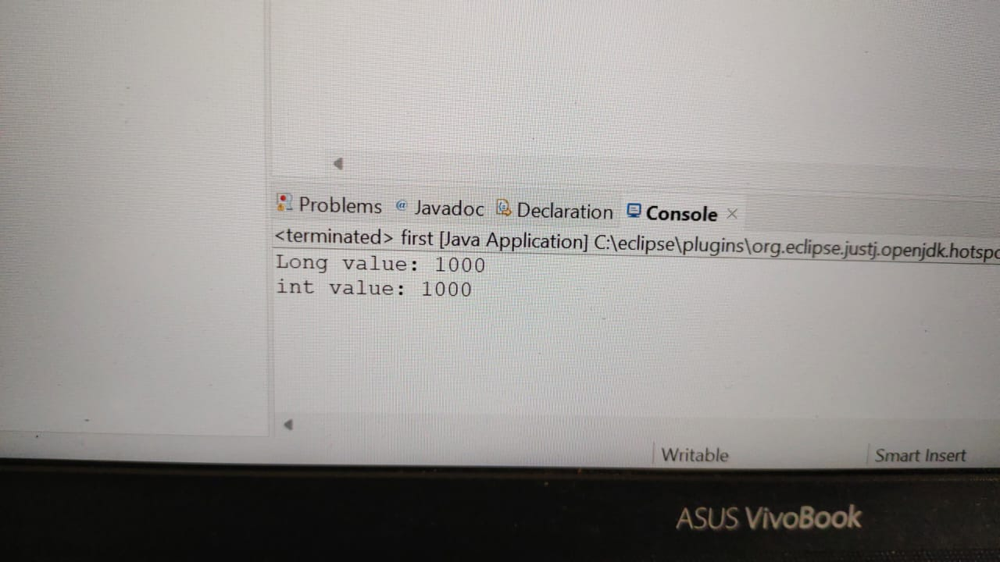 Problems @ Javadoc Declaration Console
<terminated> first [Java Application] C:\eclipse\plugins\org.eclipse.justj.openjdk.hotspo
Long value: 1000
int value: 1000
Writable Smart Insert
ASUS VivoBook